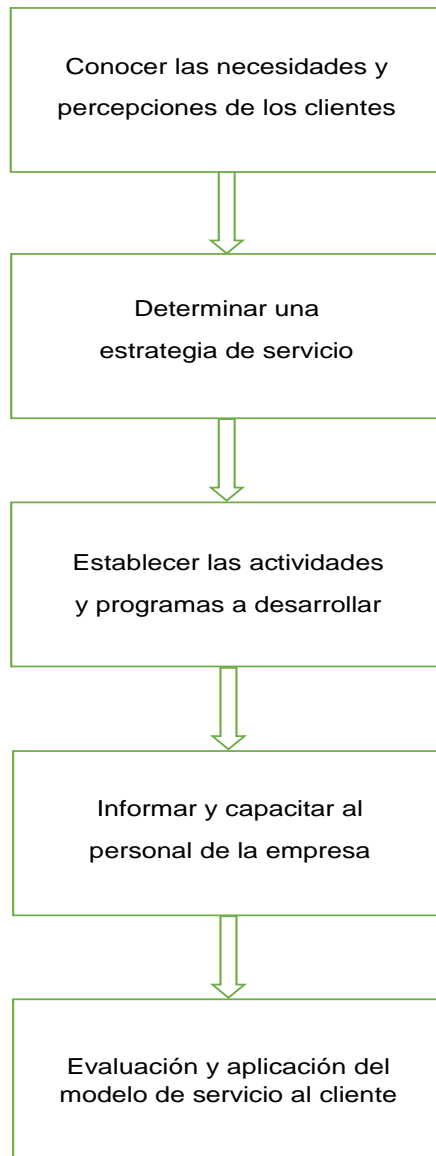 Conocer las necesidades y
percepciones de los clientes
Determinar una
estrategia de servicio
Establecer las actividades
y programas a desarrollar
Informar y capacitar al
personal de la empresa
Evaluación y aplicación del
modelo de servicio al cliente